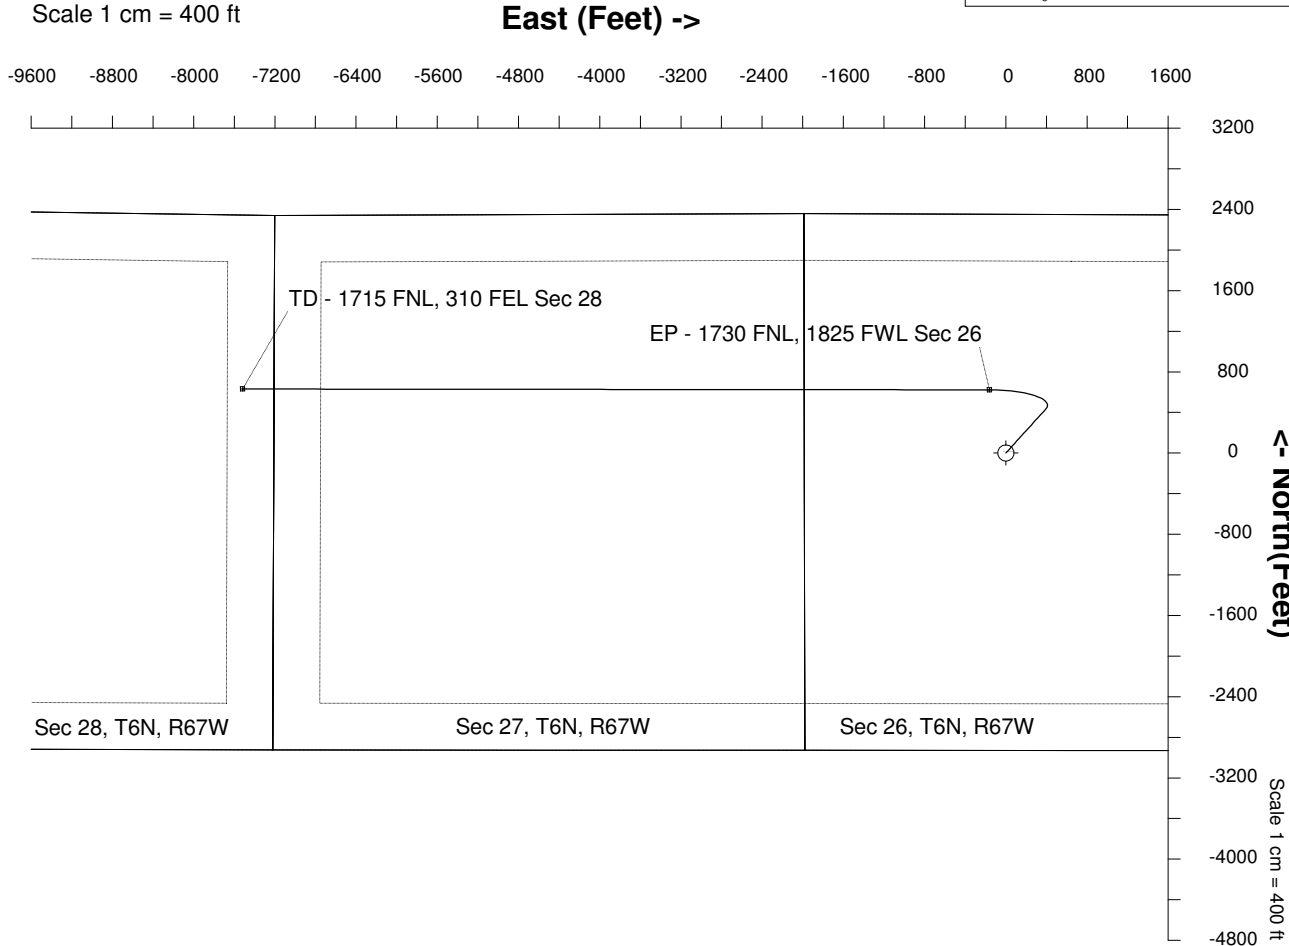 Scale 1 cm = 400 ft
East (Feet) ->
-9600 -8800 -8000 -7200 -6400 -5600 -4800 -4000 -3200 -2400 -1600 -800 0 800 1600
3200
2400
1600
800
0
-800
-1600
-2400
-3200
-4000
-4800
TD - 1715 FNL, 310 FEL Sec 28
EP - 1730 FNL, 1825 FWL Sec 26
<- North(Feet)
Sec 28, T6N, R67W
Sec 27, T6N, R67W
Sec 26, T6N, R67W
Scale 1 cm = 400 ft